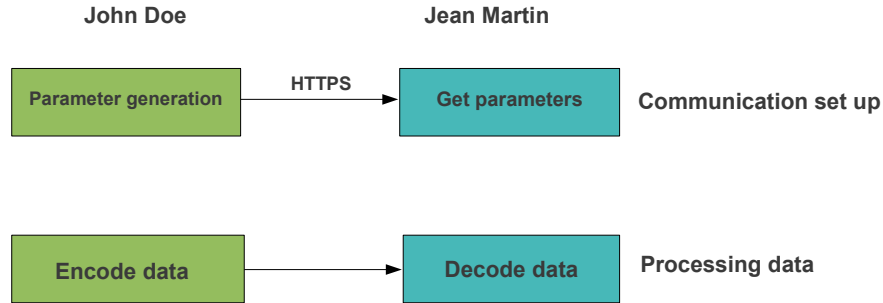 John Doe
Jean Martin
Parameter generation
HTTPS
Get parameters
Communication set up
Encode data
Decode data
Processing data